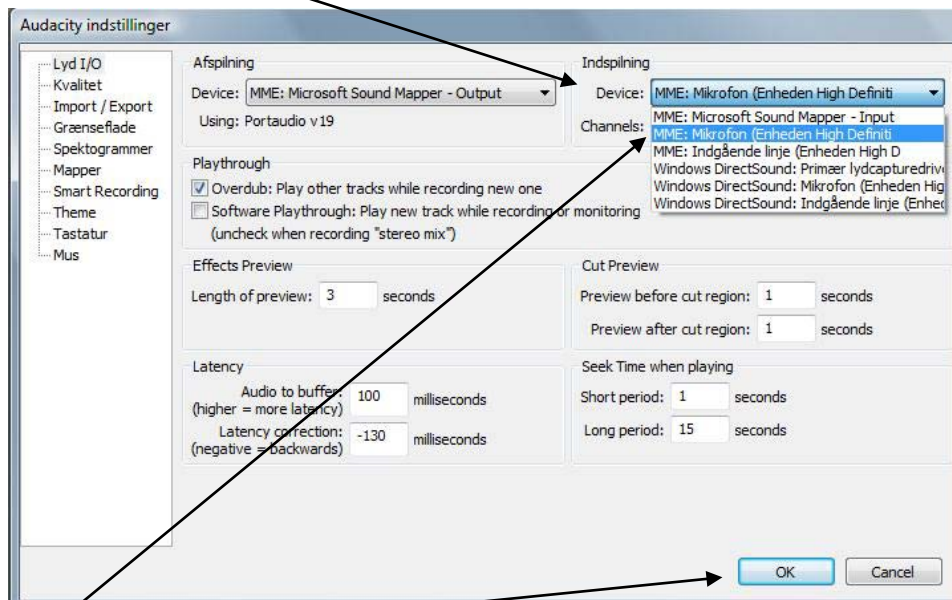 Audacity indstillinger
Lyd I/O
Kvalitet
Import / Export
Grænseflade
Spektogrammer
Mapper
Smart Recording
Theme
Tastatur
Mus
Afspilning
Device: MME: Microsoft Sound Mapper - Output
Using: Portaudio v19
Indspilning
Device: MME: Mikrofon (Enheden High Definiti
MME: Microsoft Sound Mapper - Input
MME: Mikrofon (Enheden High Definiti
MME: Indgående linje (Enheden High D
Windows DirectSound: Primær lydcapturedriv
Windows DirectSound: Mikrofon (Enheden Hig
Windows DirectSound: Indgående linje (Enhed
Channels:
Playthrough
Overdub: Play other tracks while recording new one
Software Playthrough: Play new track while recording or monitoring
(uncheck when recording "stereo mix")
Effects Preview
Length of preview: 3 seconds
Cut Preview
Preview before cut region: 1 seconds
Preview after cut region: 1 seconds
Latency
Audio to buffer: 100 milliseconds
(higher = more latency)
Latency correction: -130 milliseconds
(negative = backwards)
Seek Time when playing
Short period: 1 seconds
Long period: 15 seconds
OK
Cancel